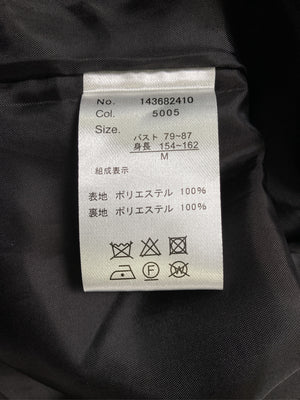 No. 143682410
Col. 5005
Size.
バスト 79~87
身長 154~162
M
組成表示
表地 ポリエステル 100%
裏地 ポリエステル 100%
F
W